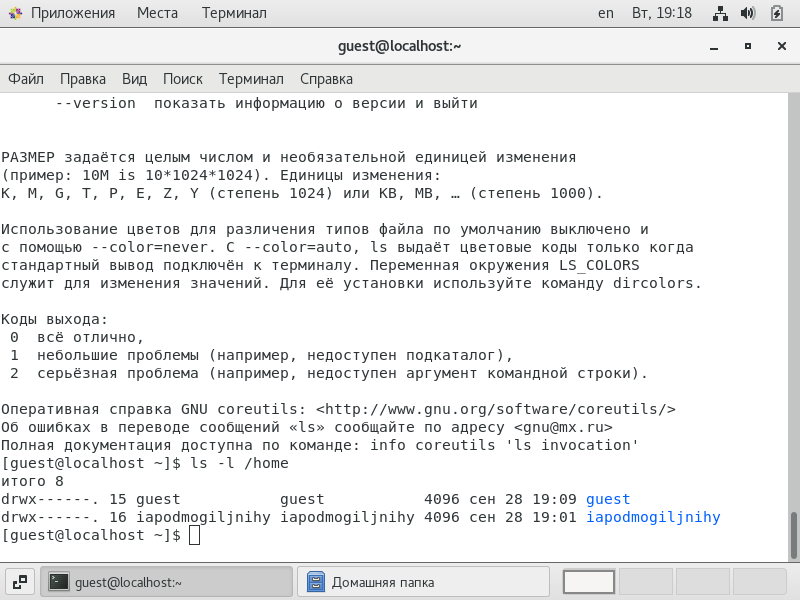 Приложения Места Терминал en Вт, 19:18
guest@localhost:~
Файл Правка Вид Поиск Терминал Справка
--version показать информацию о версии и выйти
РАЗМЕР задаётся целым числом и необязательной единицей изменения
(пример: 10M is 10*1024*1024). Единицы изменения:
K, M, G, T, P, E, Z, Y (степень 1024) или KB, MB, … (степень 1000).
Использование цветов для различения типов файла по умолчанию выключено и
с помощью --color=never. С --color=auto, ls выдаёт цветовые коды только когда
стандартный вывод подключён к терминалу. Переменная окружения LS_COLORS
служит для изменения значений. Для её установки используйте команду dircolors.
Коды выхода:
0 всё отлично,
1 небольшие проблемы (например, недоступен подкаталог),
2 серьёзная проблема (например, недоступен аргумент командной строки).
Оперативная справка GNU coreutils: <http://www.gnu.org/software/coreutils/>
Об ошибках в переводе сообщений «ls» сообщайте по адресу <gnu@mx.ru>
Полная документация доступна по команде: info coreutils 'ls invocation'
[guest@localhost ~]$ ls -l /home
итого 8
drwx------. 15 guest guest 4096 сен 28 19:09 guest
drwx------. 16 iapodmogiljnihy iapodmogiljnihy 4096 сен 28 19:01 iapodmogiljnihy
[guest@localhost ~]$
guest@localhost:~ Домашняя папка